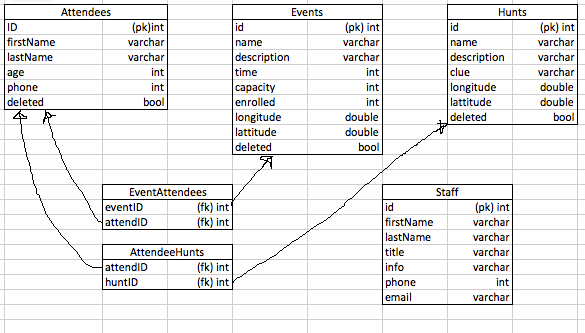 Attendees
ID (pk)int
firstName varchar
lastName varchar
age int
phone int
deleted bool
Events
id (pk) int
name varchar
description varchar
time int
capacity int
enrolled int
longitude double
lattitude double
deleted bool
Hunts
id (pk) int
name varchar
description varchar
clue varchar
longitude double
lattitude double
deleted bool
EventAttendees
eventID (fk) int
attendID (fk) int
AttendeeHunts
attendID (fk) int
huntID (fk) int
Staff
id (pk) int
firstName varchar
lastName varchar
title varchar
info varchar
phone int
email varchar